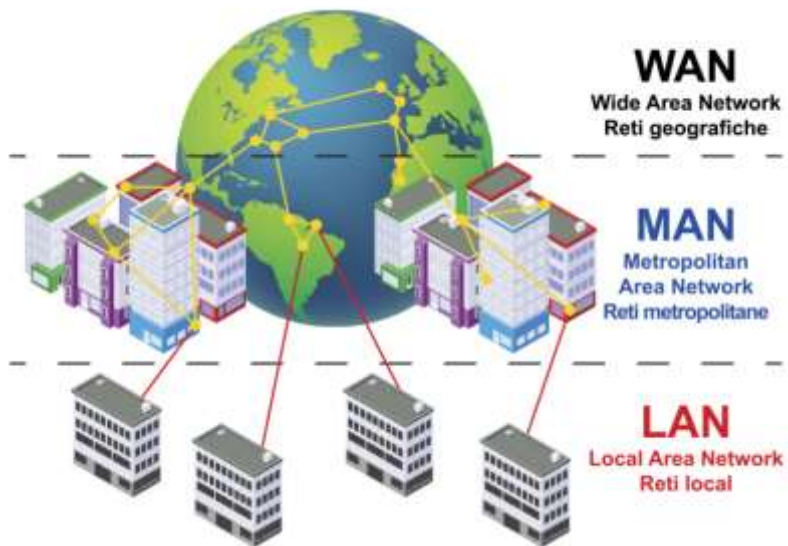 WAN
Wide Area Network
Reti geografiche
MAN
Metropolitan
Area Network
Reti metropolitane
LAN
Local Area Network
Reti local